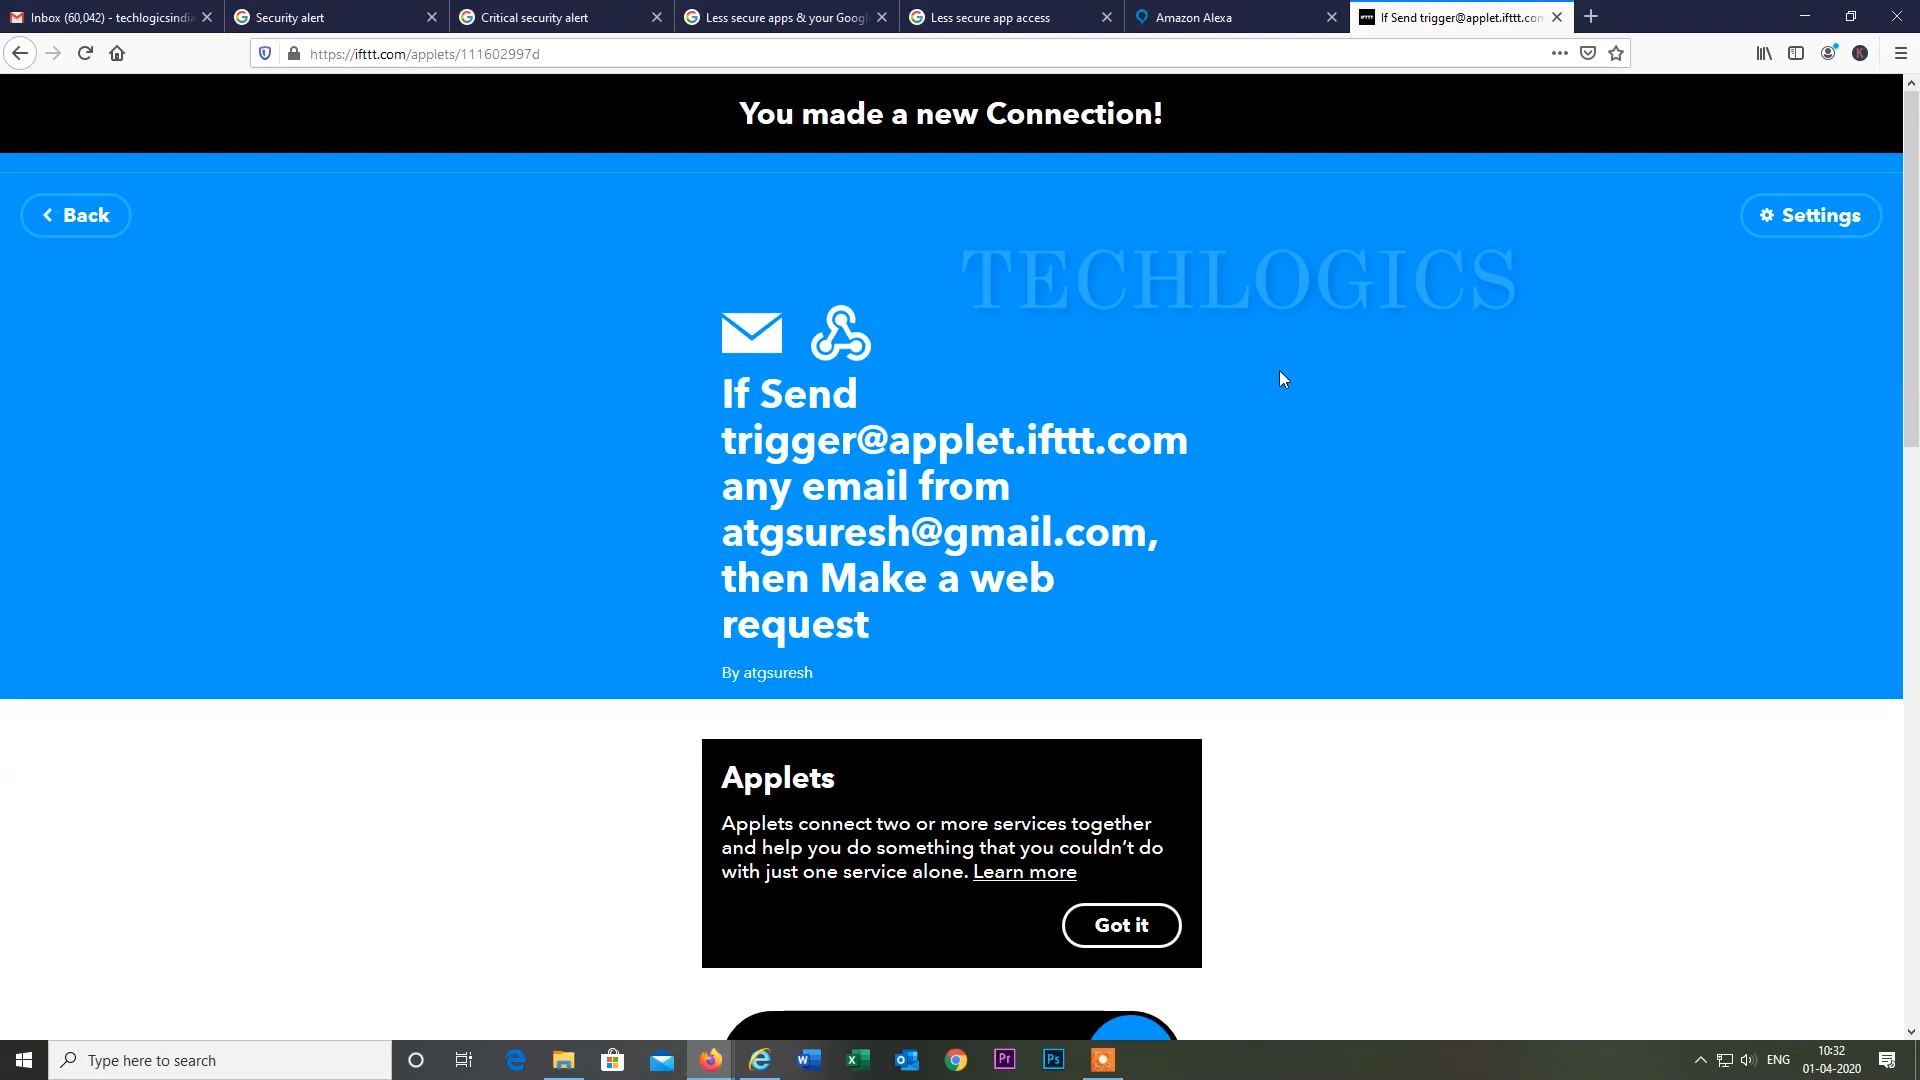 Inbox (60,042) - techlogicsindia
Security alert
Critical security alert
Less secure apps & your Googl
Less secure app access
Amazon Alexa
If Send trigger@applet.ifttt.com
https://ifttt.com/applets/111602997d
You made a new Connection!
Back
Settings
TECHLOGICS
If Send
trigger@applet.ifttt.com
any email from
atgsuresh@gmail.com,
then Make a web
request
By atgsuresh
Applets
Applets connect two or more services together
and help you do something that you couldn't do
with just one service alone. Learn more
Got it
Type here to search
ENG
10:32
01-04-2020